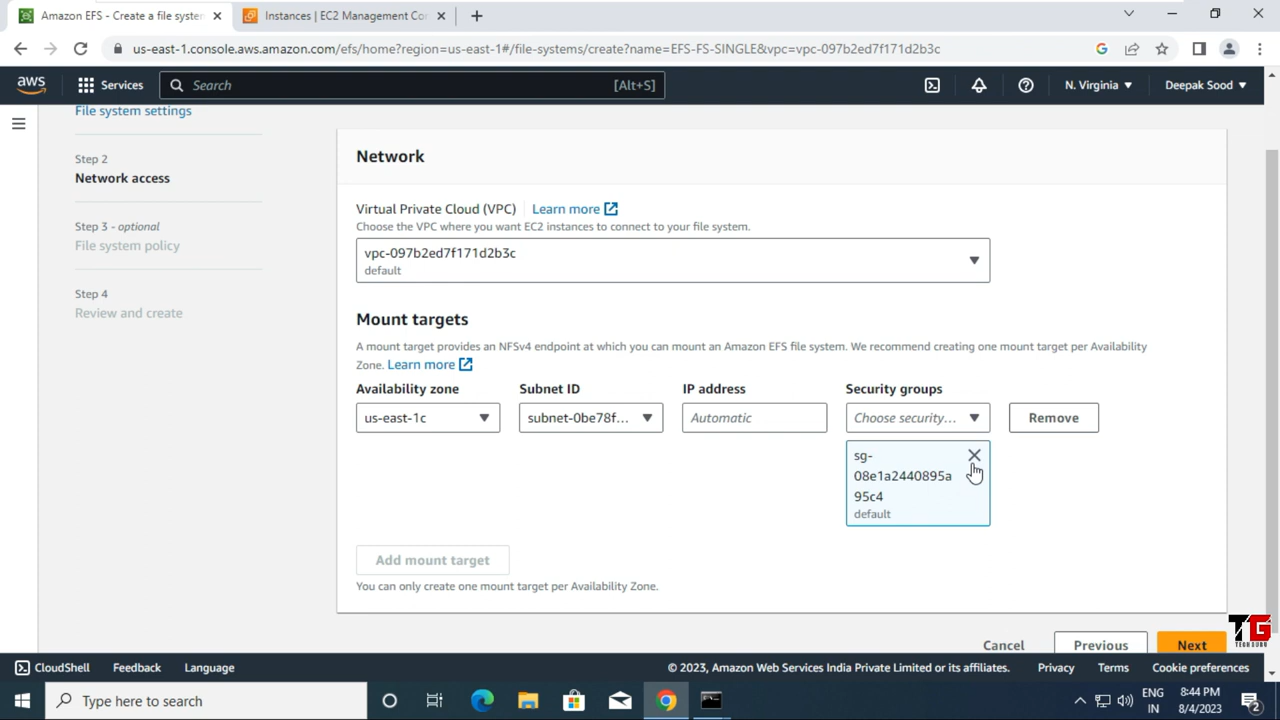 Amazon EFS - Create a file system
Instances | EC2 Management Con
us-east-1.console.aws.amazon.com/efs/home?region=us-east-1#/file-systems/create?name=EFS-FS-SINGLE&vpc=vpc-097b2ed7f171d2b3c
aws
Services
Search
[Alt+S]
N. Virginia
Deepak Sood
File system settings
Step 2
Network access
Step 3 - optional
File system policy
Step 4
Review and create
Network
Virtual Private Cloud (VPC)
Learn more
Choose the VPC where you want EC2 instances to connect to your file system.
vpc-097b2ed7f171d2b3c
default
Mount targets
A mount target provides an NFSv4 endpoint at which you can mount an Amazon EFS file system. We recommend creating one mount target per Availability
Zone. Learn more
Availability zone
Subnet ID
IP address
Security groups
us-east-1c
subnet-0be78f...
Automatic
Choose security...
Remove
sg-
08e1a2440895a
95c4
default
Add mount target
You can only create one mount target per Availability Zone.
Cancel
Previous
Next
TG
TECH GURU
CloudShell
Feedback
Language
© 2023, Amazon Web Services India Private Limited or its affiliates.
Privacy
Terms
Cookie preferences
Type here to search
ENG
IN
8:44 PM
8/4/2023
2